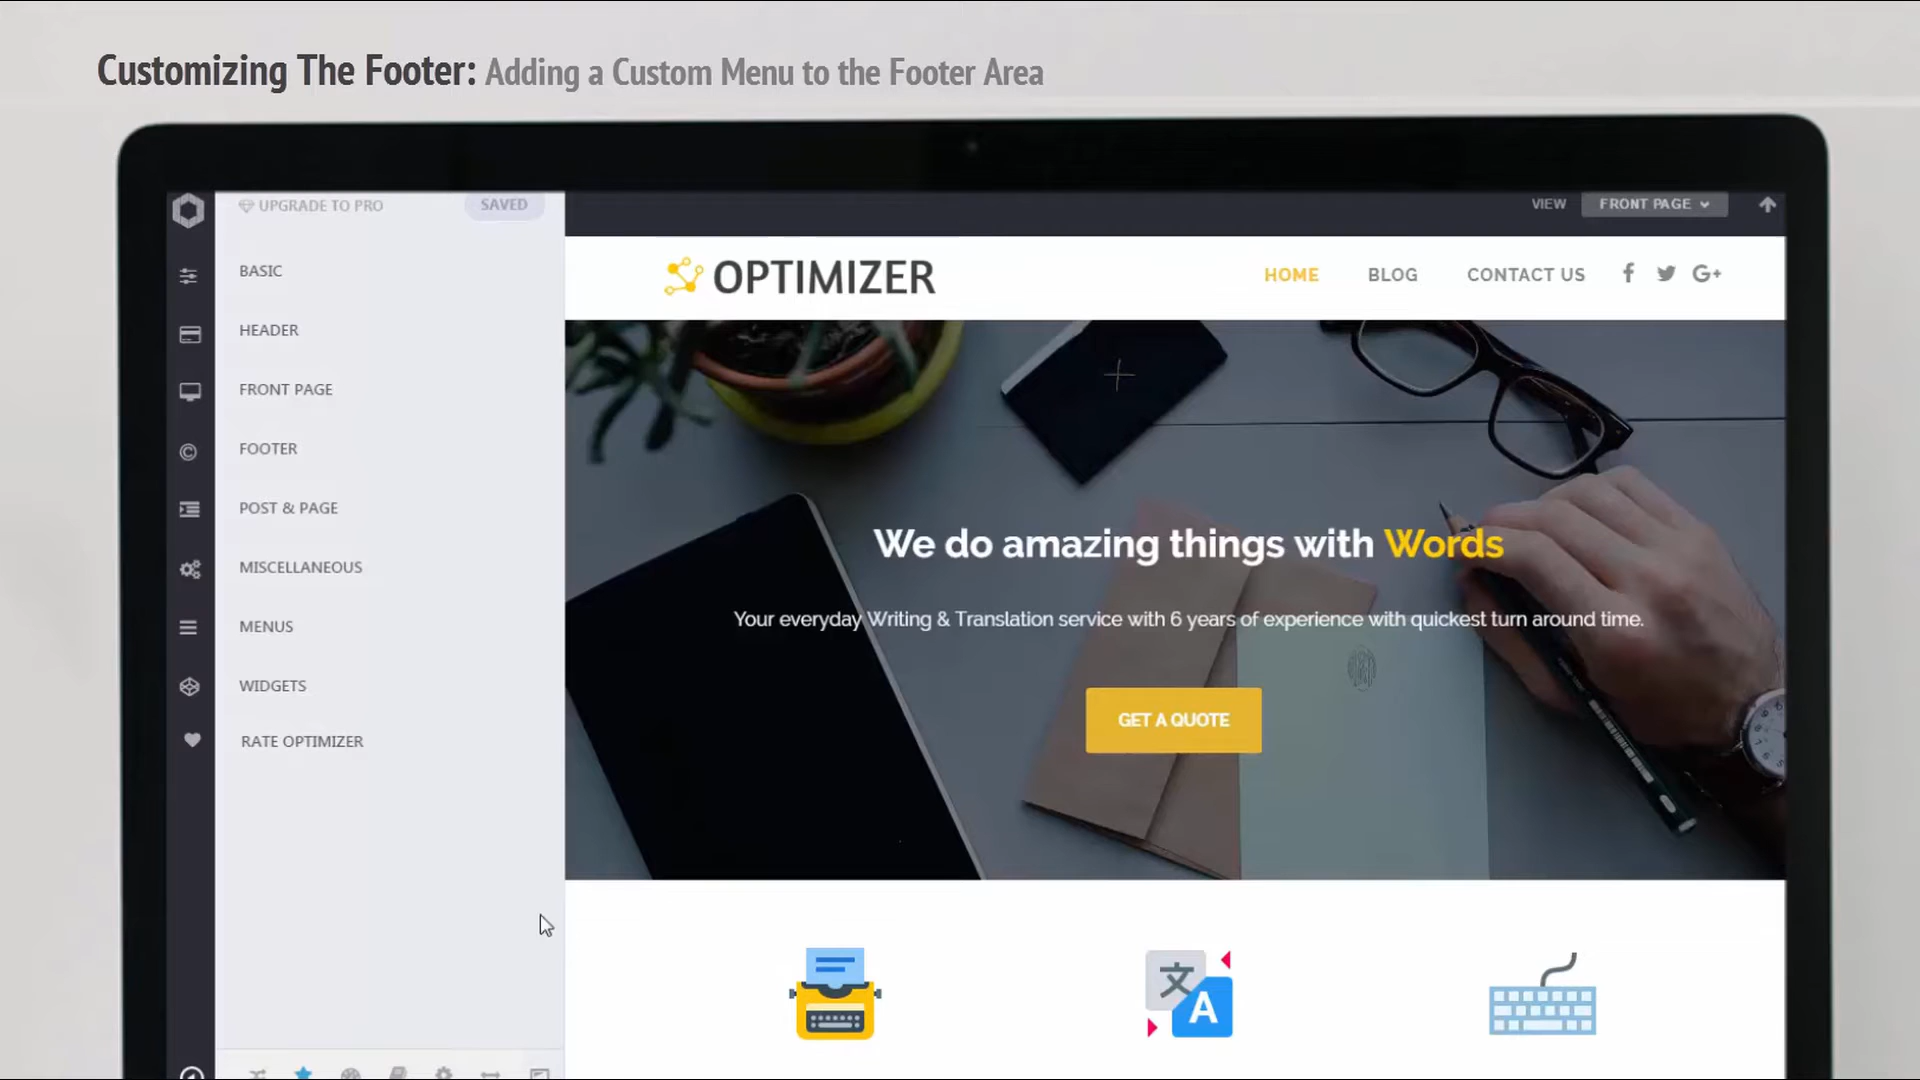 Customizing The Footer: Adding a Custom Menu to the Footer Area
UPGRADE TO PRO
SAVED
VIEW
FRONT PAGE
BASIC
HEADER
FRONT PAGE
FOOTER
POST & PAGE
MISCELLANEOUS
MENUS
WIDGETS
RATE OPTIMIZER
OPTIMIZER
HOME BLOG CONTACT US
We do amazing things with Words
Your everyday Writing & Translation service with 6 years of experience with quickest turn around time.
GET A QUOTE
文
A